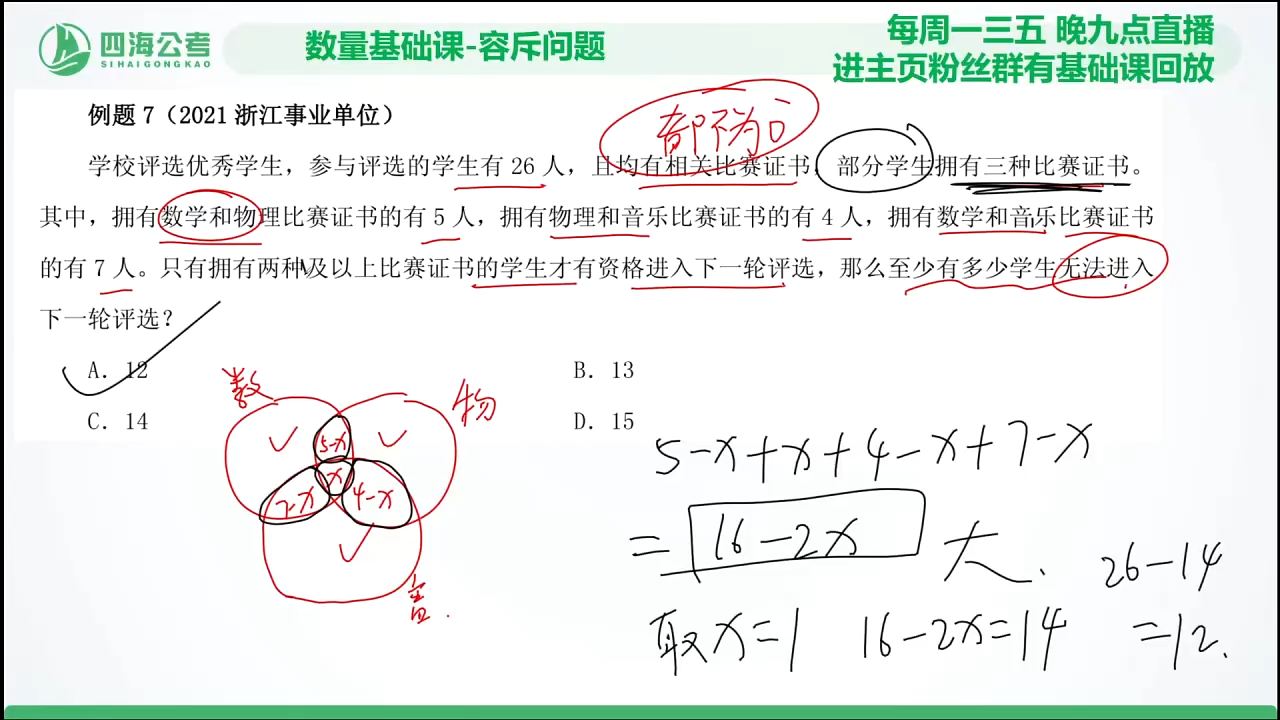 四海公考
SIHAIGONGKAO
数量基础课-容斥问题
每周一三五 晚九点直播
进主页粉丝群有基础课回放
例题 7（2021 浙江事业单位）
都不为0
学校评选优秀学生，参与评选的学生有 26 人，且均有相关比赛证书，部分学生拥有三种比赛证书。
其中，拥有数学和物理比赛证书的有 5 人，拥有物理和音乐比赛证书的有 4 人，拥有数学和音乐比赛证书
的有 7 人。只有拥有两种及以上比赛证书的学生才有资格进入下一轮评选，那么至少有多少学生无法进入
下一轮评选？
A．12
B．13
C．14
D．15
数
物
5-x
x
7-x
4-x
音
5-x+x+4-x+7-x
=16-2x 大.
26-14
取x=1 16-2x=14 =12.